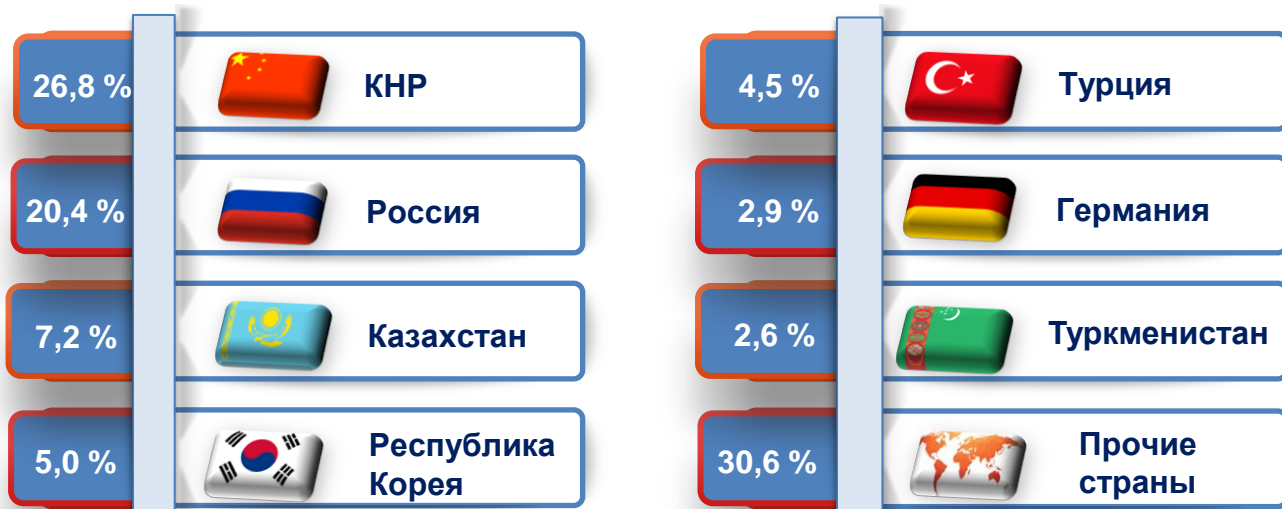 26,8 %
КНР
20,4 %
Россия
7,2 %
Казахстан
5,0 %
Республика
Корея
4,5 %
Турция
2,9 %
Германия
2,6 %
Туркменистан
30,6 %
Прочие
страны